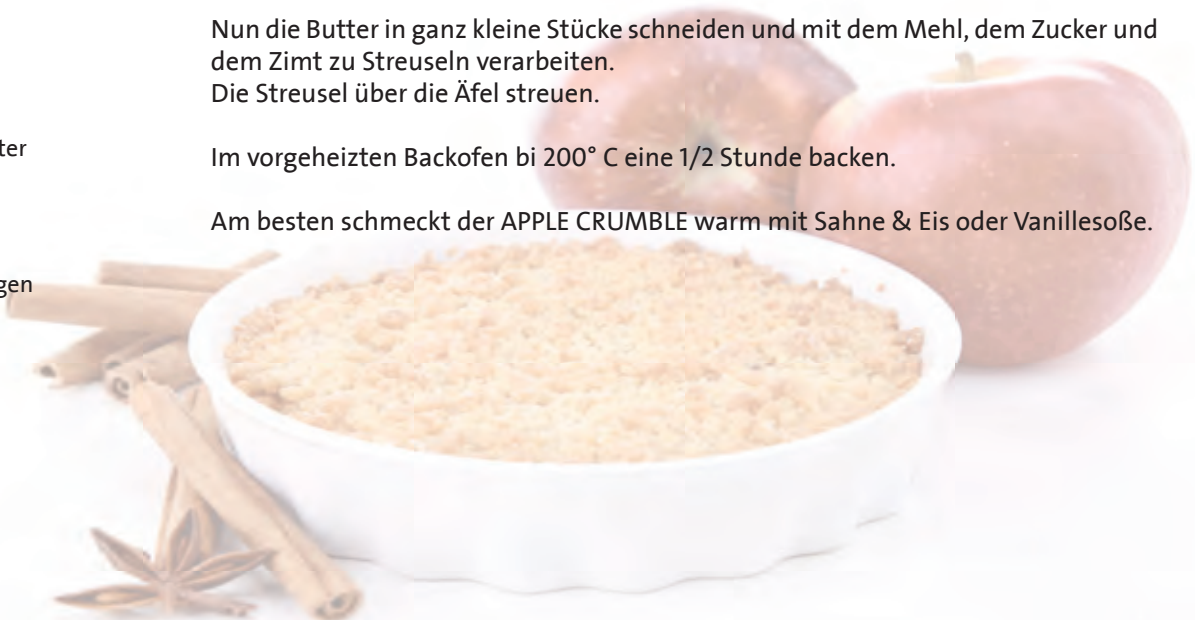 Nun die Butter in ganz kleine Stücke schneiden und mit dem Mehl, dem Zucker und
dem Zimt zu Streuseln verarbeiten.
Die Streusel über die Äfel streuen.
ter
Im vorgeheizten Backofen bi 200° C eine 1/2 Stunde backen.
Am besten schmeckt der APPLE CRUMBLE warm mit Sahne & Eis oder Vanillesoße.
gen